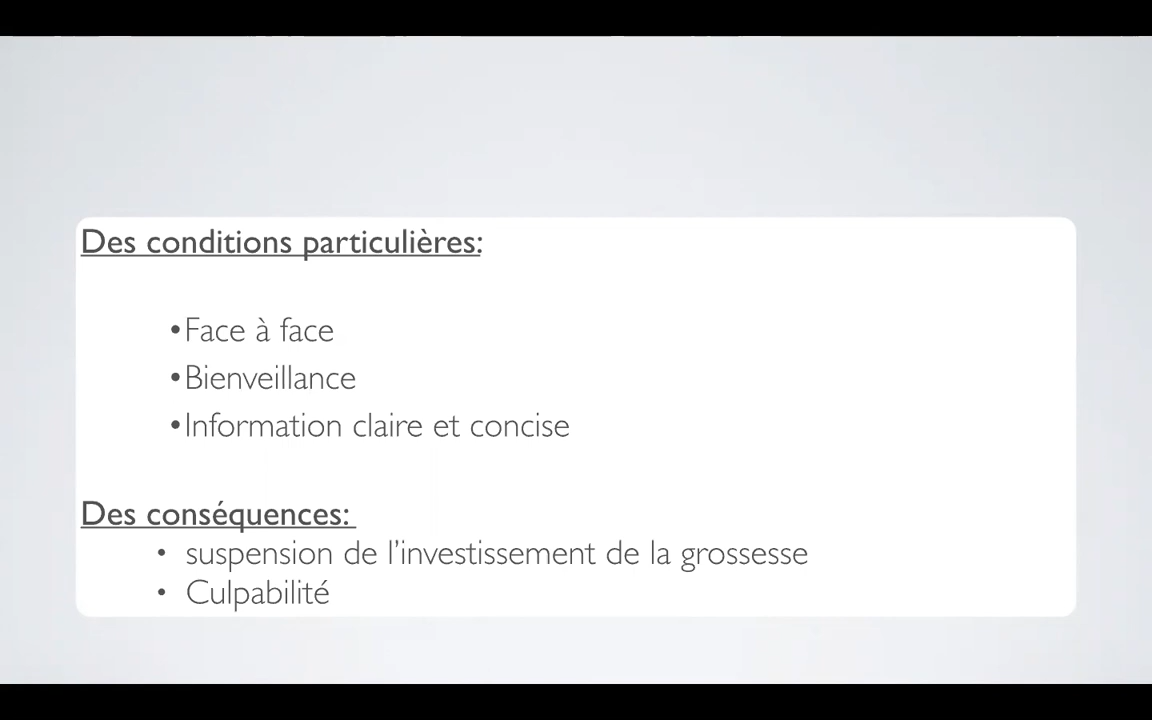 Des conditions particulières:
•Face à face
•Bienveillance
•Information claire et concise
Des conséquences:
• suspension de l’investissement de la grossesse
• Culpabilité